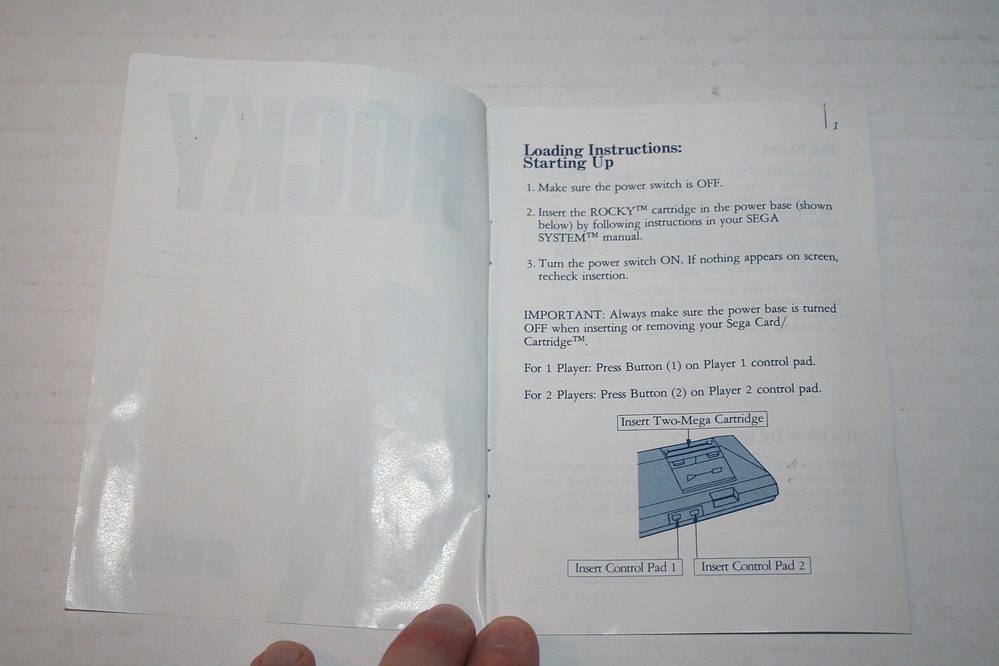 ROCKY
SEGA
1
Loading Instructions:
Starting Up
1. Make sure the power switch is OFF.
2. Insert the ROCKY™ cartridge in the power base (shown
below) by following instructions in your SEGA
SYSTEM™ manual.
3. Turn the power switch ON. If nothing appears on screen,
recheck insertion.
IMPORTANT: Always make sure the power base is turned
OFF when inserting or removing your Sega Card/
Cartridge™.
For 1 Player: Press Button (1) on Player 1 control pad.
For 2 Players: Press Button (2) on Player 2 control pad.
Insert Two-Mega Cartridge
Insert Control Pad 1
Insert Control Pad 2
The Event